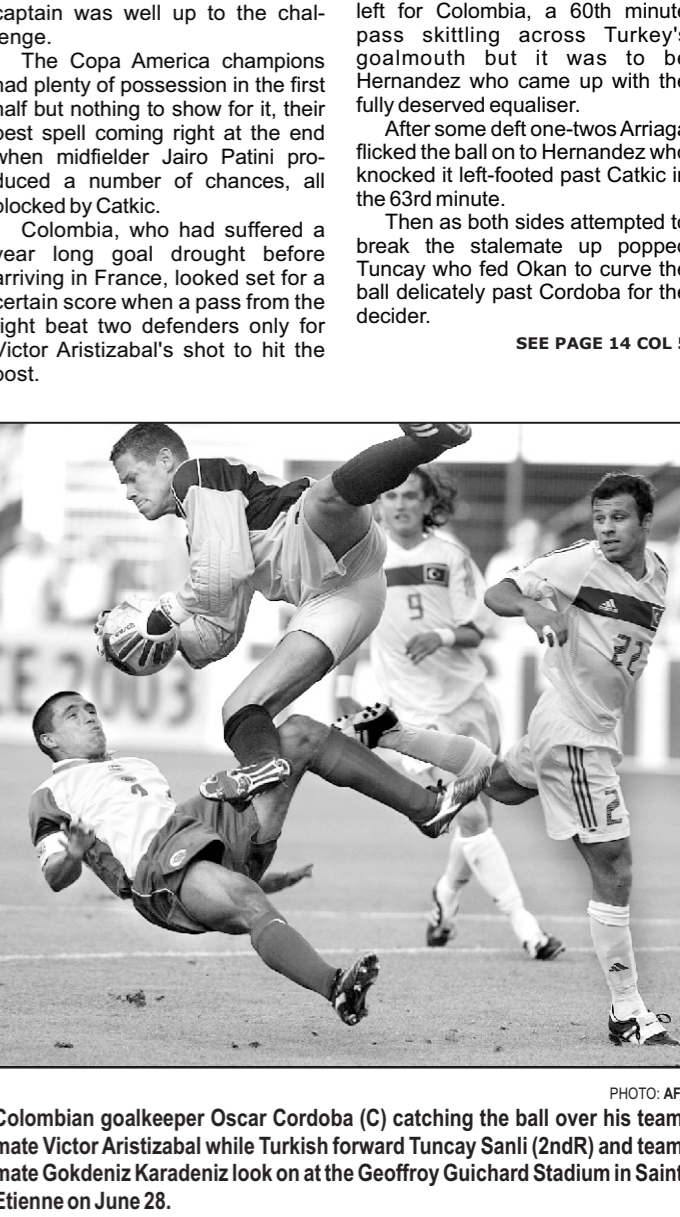 captain was well up to the chal-
enge.
The Copa America champions
had plenty of possession in the first
half but nothing to show for it, their
best spell coming right at the end
when midfielder Jairo Patini pro-
duced a number of chances, all
blocked by Catkic.
Colombia, who had suffered a
year long goal drought before
arriving in France, looked set for a
certain score when a pass from the
right beat two defenders only for
Victor Aristizabal's shot to hit the
post.
left for Colombia, a 60th minute
pass skittling across Turkey's
goalmouth but it was to be
Hernandez who came up with the
fully deserved equaliser.
After some deft one-twos Arriaga
flicked the ball on to Hernandez who
knocked it left-footed past Catkic in
the 63rd minute.
Then as both sides attempted to
break the stalemate up popped
Tuncay who fed Okan to curve the
ball delicately past Cordoba for the
decider.
SEE PAGE 14 COL 5
9
adidas
22
CE 2003
2
PHOTO: AF
Colombian goalkeeper Oscar Cordoba (C) catching the ball over his team
mate Victor Aristizabal while Turkish forward Tuncay Sanli (2ndR) and team
mate Gokdeniz Karadeniz look on at the Geoffroy Guichard Stadium in Saint
Etienne on June 28.